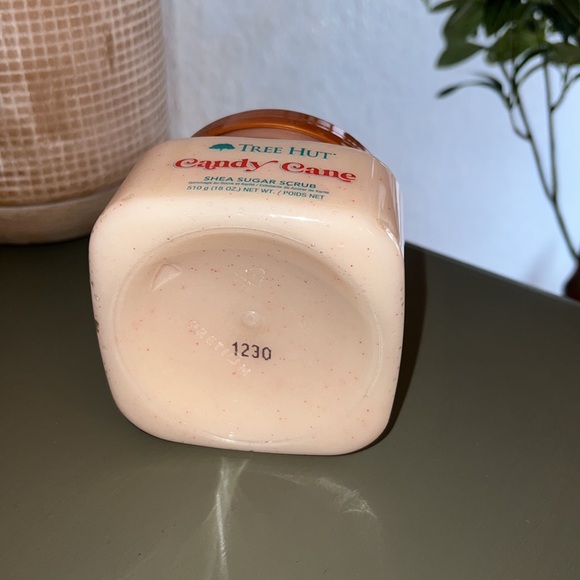 TREE HUT
Candy Cane
SHEA SUGAR SCRUB
510 g (18 OZ.) NET WT. / POIDS NET
1230